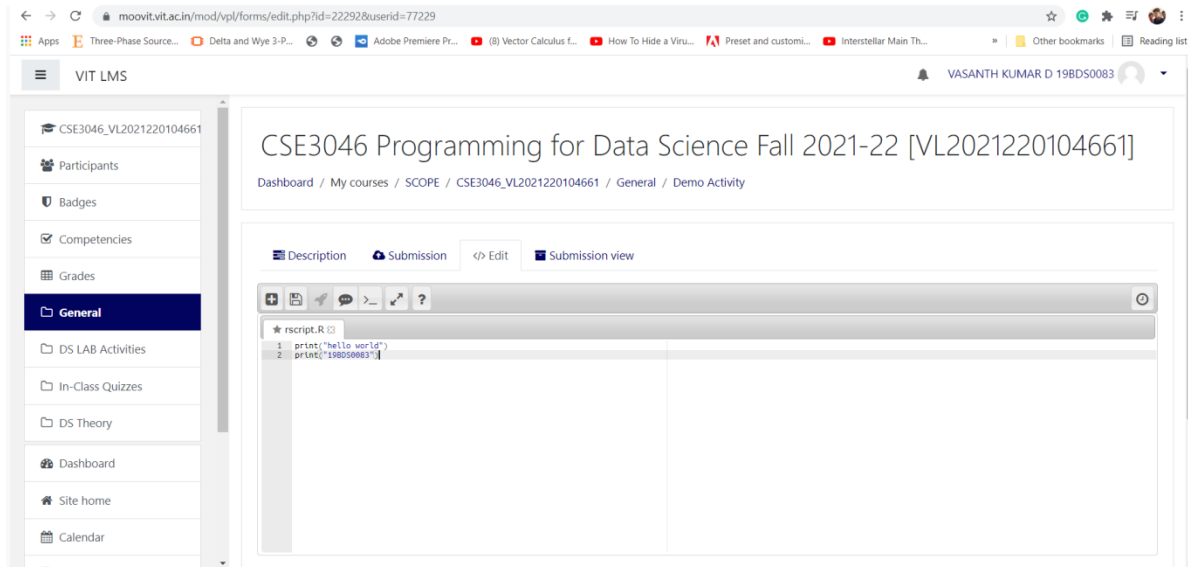 moovit.vit.ac.in/mod/vpl/forms/edit.php?id=22292&userid=77229
Apps Three-Phase Source... Delta and Wye 3-P... Adobe Premiere Pr... (8) Vector Calculus f... How To Hide a Viru... Preset and customi... Interstellar Main Th... » Other bookmarks Reading list
VIT LMS VASANTH KUMAR D 19BDS0083
CSE3046_VL2021220104661
Participants
Badges
Competencies
Grades
General
DS LAB Activities
In-Class Quizzes
DS Theory
Dashboard
Site home
Calendar
CSE3046 Programming for Data Science Fall 2021-22 [VL2021220104661]
Dashboard / My courses / SCOPE / CSE3046_VL2021220104661 / General / Demo Activity
Description Submission </> Edit Submission view
rscript.R
1 print("hello world")
2 print("19BDS0083")